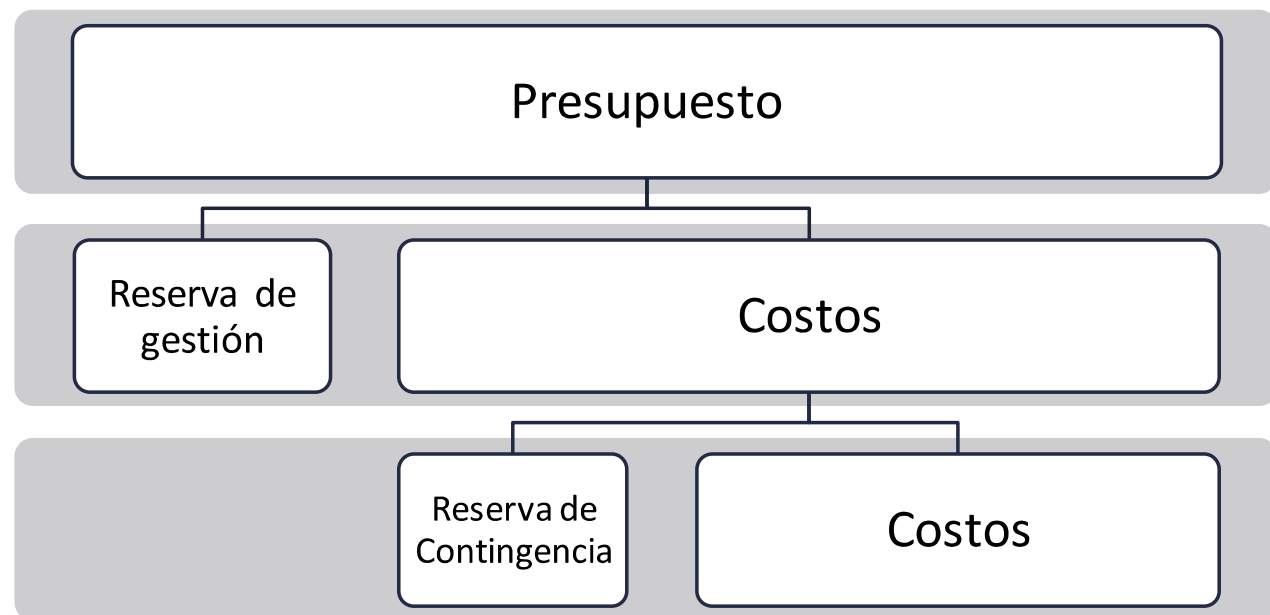 Presupuesto
Reserva de
gestión
Costos
Reserva de
Contingencia
Costos